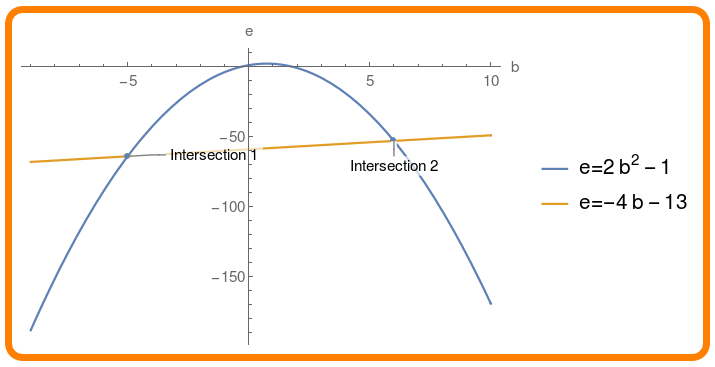 e
b
−5
5
10
−50
−100
−150
Intersection 1
Intersection 2
e=2 b² − 1
e=−4 b − 13